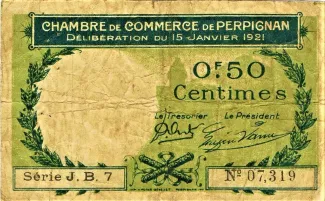 CHAMBRE DE COMMERCE DE PERPIGNAN
DÉLIBÉRATION DU 15 JANVIER 1921
0F.50
Centimes
Le Trésorier Le Président
Série J.B.7
Nº 07,319